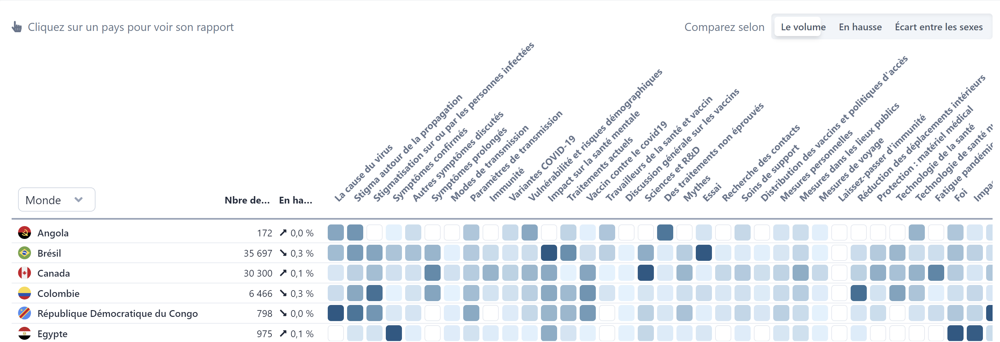 Cliquez sur un pays pour voir son rapport
Comparez selon
Le volume
En hausse
Écart entre les sexes
La cause du virus
Stigma autour de la propagation
Stigmatisation sur ou par les personnes infectées
Symptômes confirmés
Autres symptômes discutés
Symptômes prolongés
Modes de transmission
Paramètres de transmission
Immunité
Variantes COVID-19
Vulnérabilité et risques démographiques
Impact sur la santé mentale
Traitements actuels
Vaccin contre le covid19
Travailleurs de la santé et vaccin
Discussion générale sur les vaccins
Sciences et R&D
Des traitements non éprouvés
Mythes
Essai
Recherche des contacts
Soins de support
Distribution des vaccins et politiques d'accès
Mesures personnelles
Mesures dans les lieux publics
Mesures de voyage
Laissez-passer d'immunité
Réduction des déplacements intérieurs
Protection : matériel médical
Technologie de la santé
Technologie de santé
Fatigue
Foi
Monde
Nbre de...
En ha...
Angola 172 0,0 %
Brésil 35 697 0,3 %
Canada 30 300 0,1 %
Colombie 6 466 0,3 %
République Démocratique du Congo 798 0,0 %
Egypte 975 0,1 %